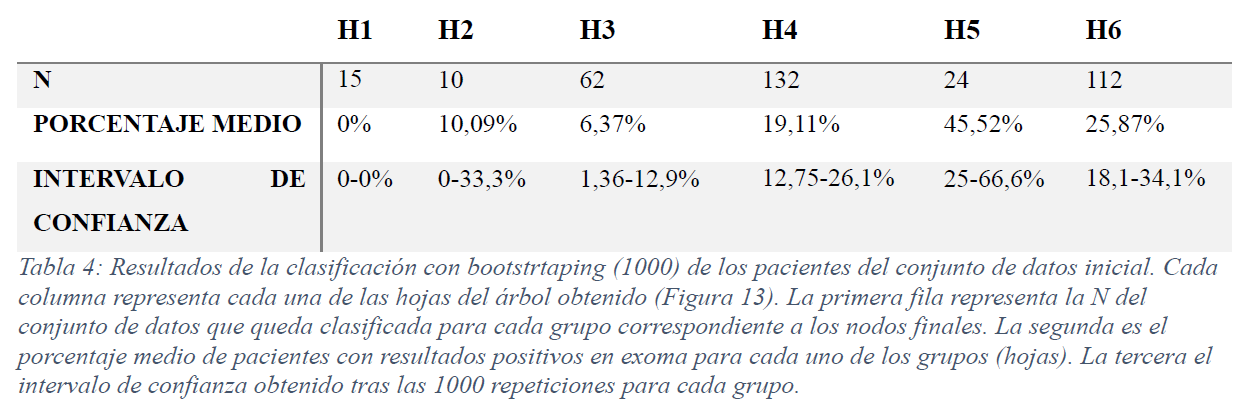 H1 H2 H3 H4 H5 H6
N 15 10 62 132 24 112
PORCENTAJE MEDIO 0% 10,09% 6,37% 19,11% 45,52% 25,87%
INTERVALO DE 0-0% 0-33,3% 1,36-12,9% 12,75-26,1% 25-66,6% 18,1-34,1%
CONFIANZA
Tabla 4: Resultados de la clasificación con bootstrtaping (1000) de los pacientes del conjunto de datos inicial. Cada
columna representa cada una de las hojas del árbol obtenido (Figura 13). La primera fila representa la N del
conjunto de datos que queda clasificada para cada grupo correspondiente a los nodos finales. La segunda es el
porcentaje medio de pacientes con resultados positivos en exoma para cada uno de los grupos (hojas). La tercera el
intervalo de confianza obtenido tras las 1000 repeticiones para cada grupo.